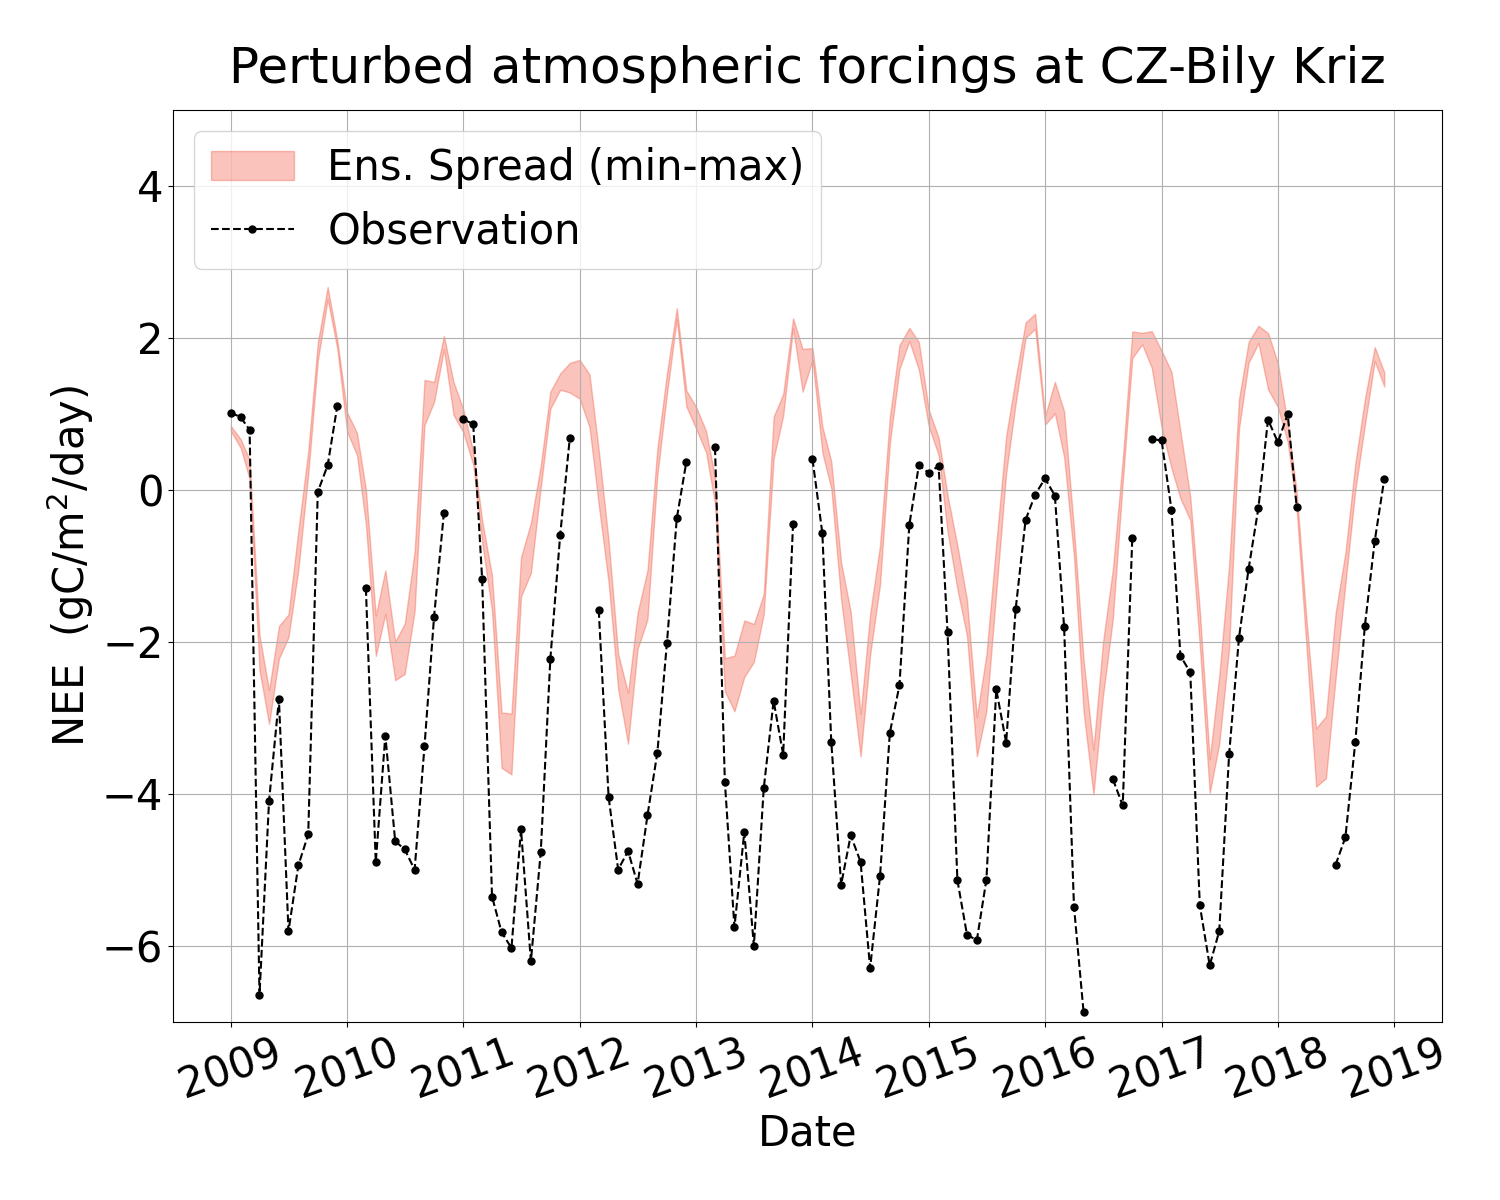 Perturbed atmospheric forcings at CZ-Bily Kriz
Ens. Spread (min-max)
Observation
4
2
0
−2
−4
−6
NEE (gC/m²/day)
2009 2010 2011 2012 2013 2014 2015 2016 2017 2018 2019
Date